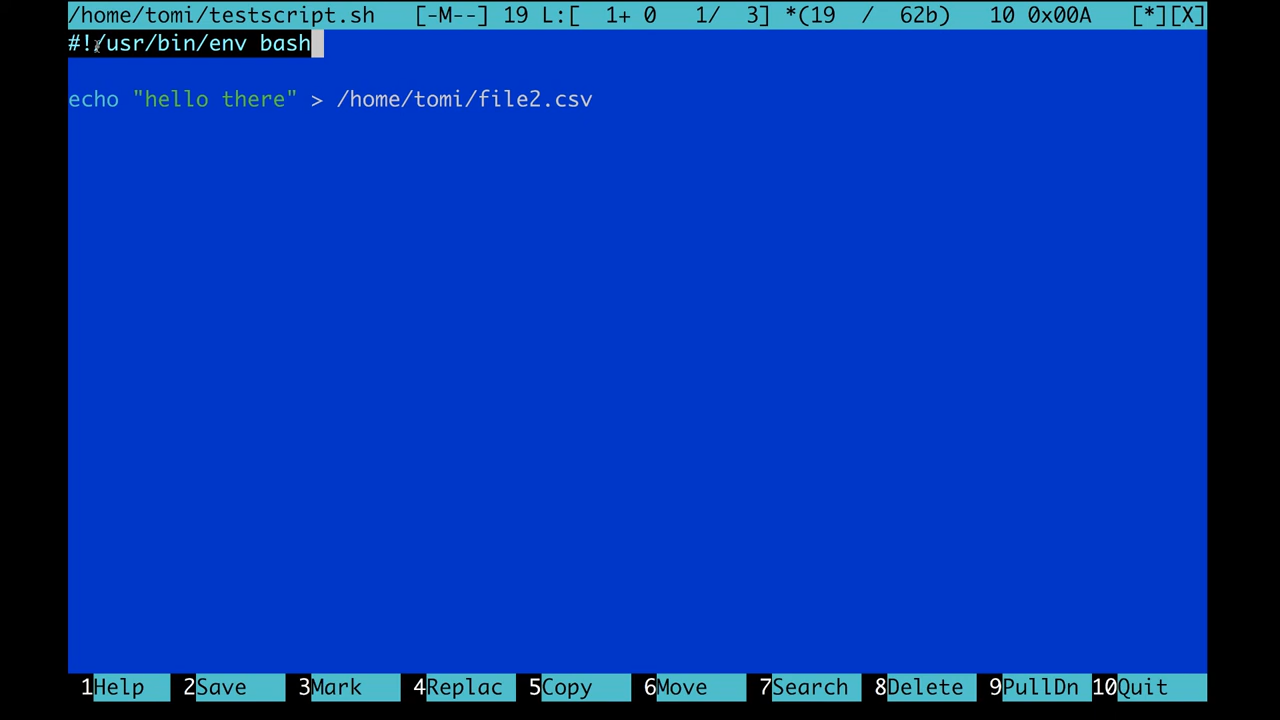 /home/tomi/testscript.sh [-M--] 19 L:[ 1+ 0 1/ 3] *(19 / 62b) 10 0x00A [*][X]
#!/usr/bin/env bash
echo "hello there" > /home/tomi/file2.csv
1Help 2Save 3Mark 4Replac 5Copy 6Move 7Search 8Delete 9PullDn 10Quit